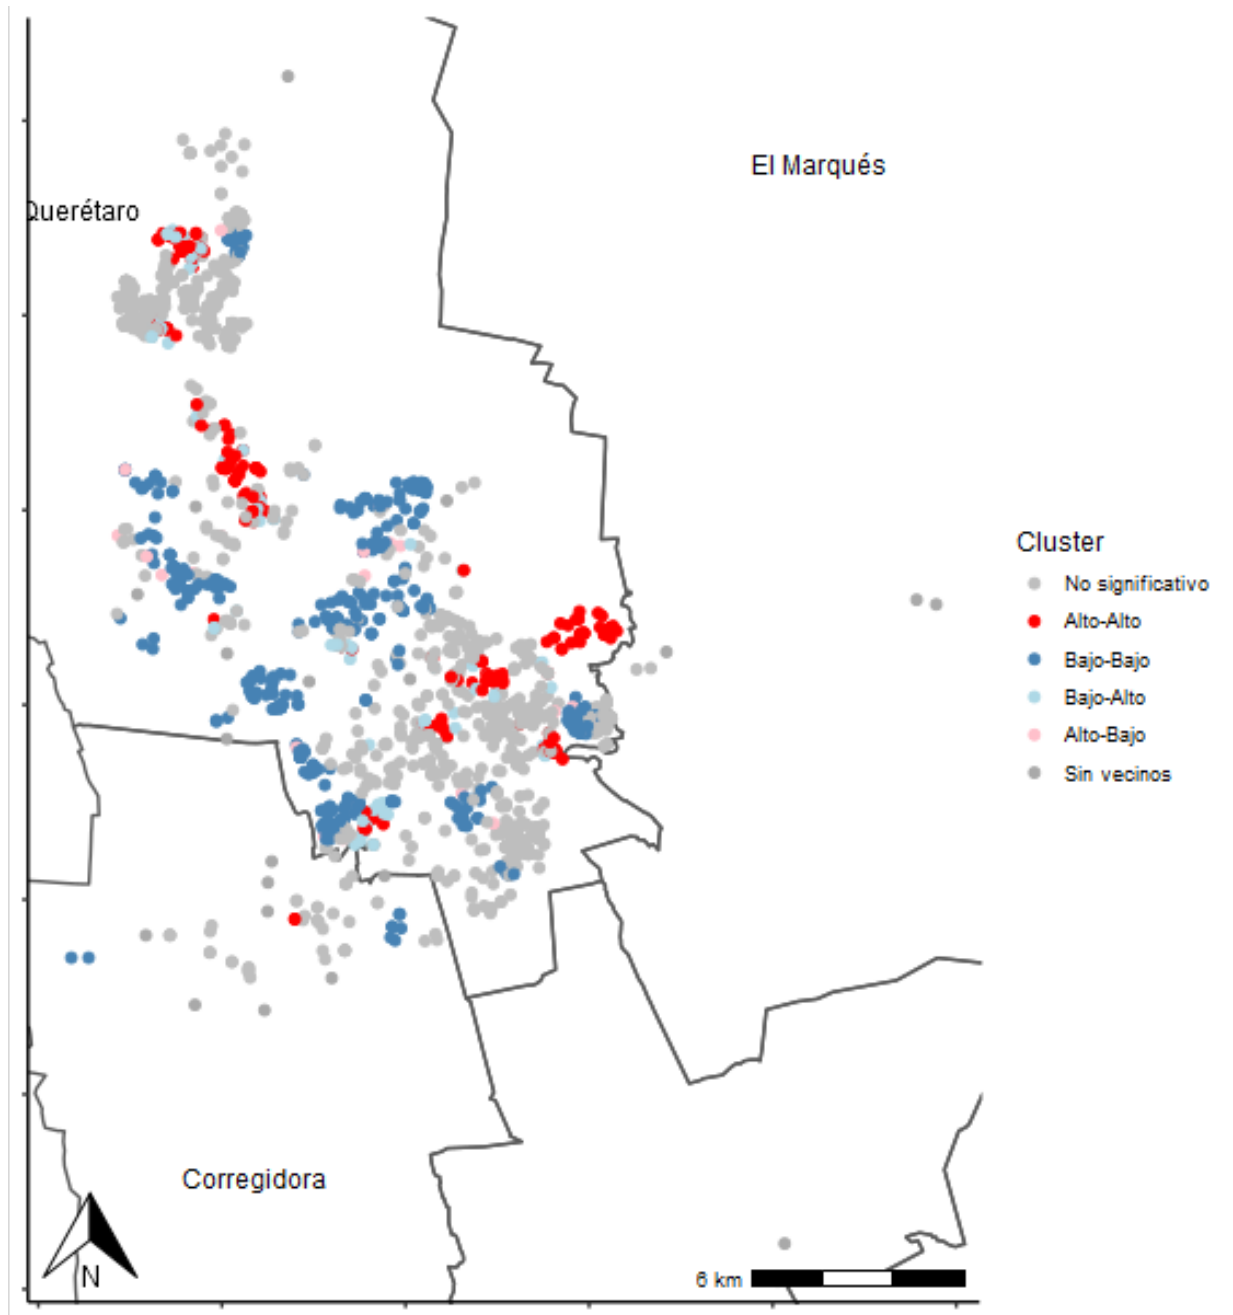 El Marqués
Querétaro
Cluster
No significativo
Alto-Alto
Bajo-Bajo
Bajo-Alto
Alto-Bajo
Sin vecinos
Corregidora
N
6 km